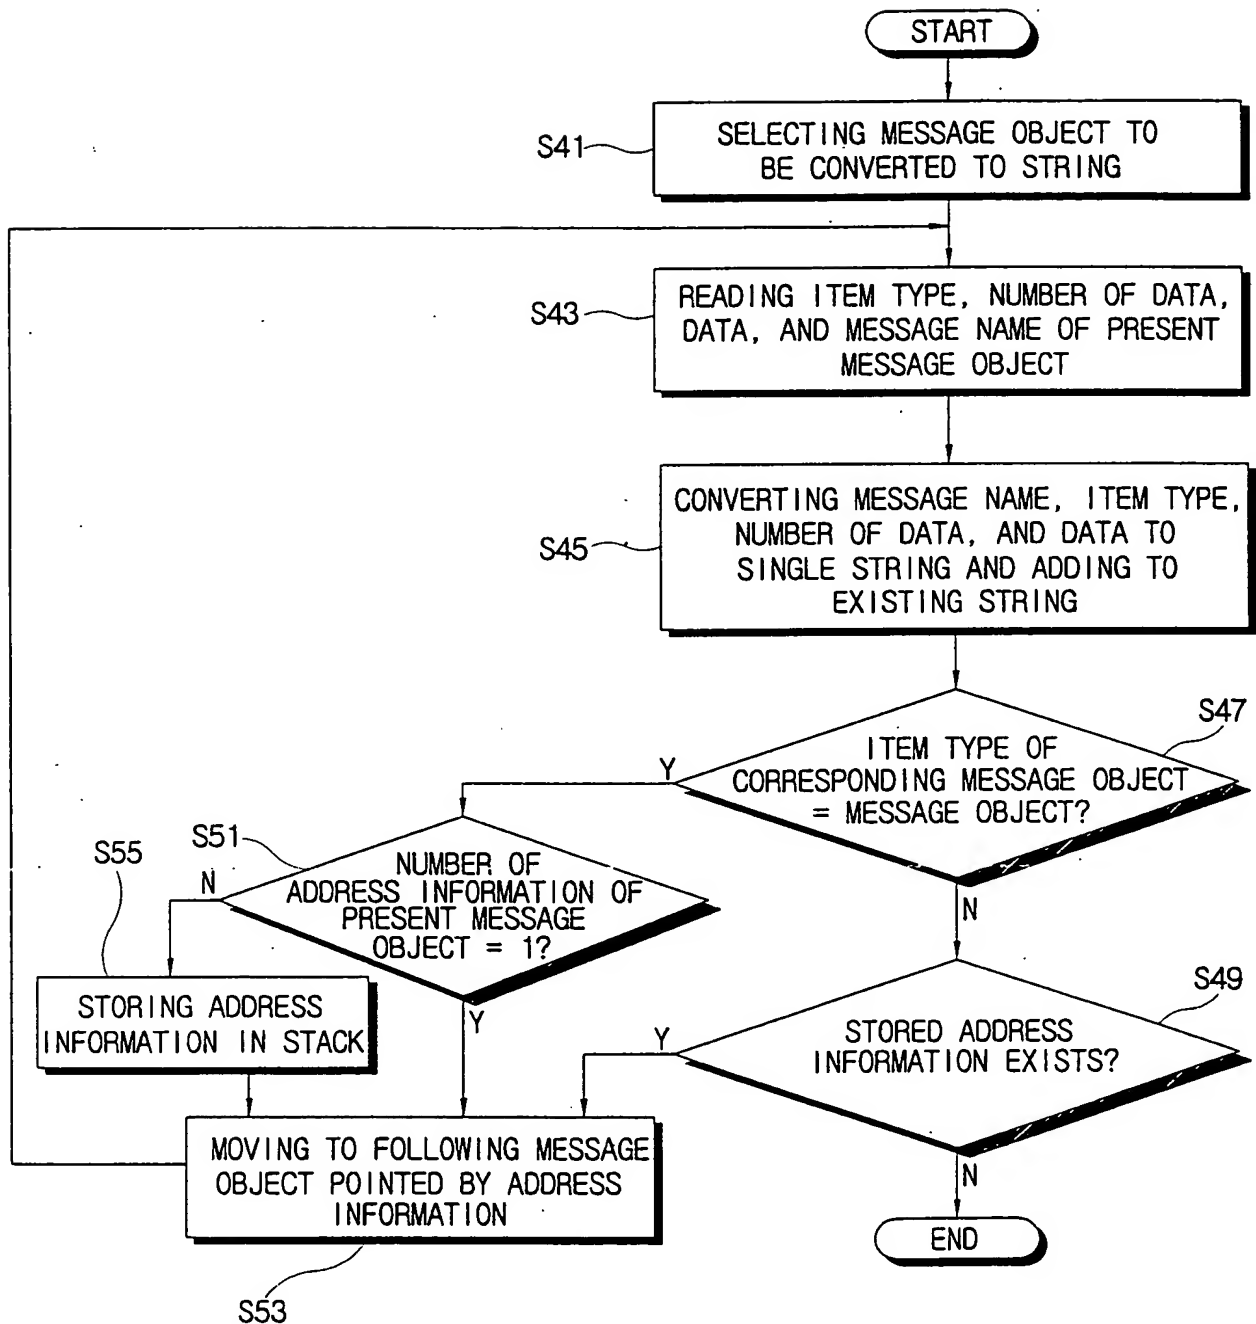 START
S41
SELECTING MESSAGE OBJECT TO
BE CONVERTED TO STRING
S43
READING ITEM TYPE, NUMBER OF DATA,
DATA, AND MESSAGE NAME OF PRESENT
MESSAGE OBJECT
S45
CONVERTING MESSAGE NAME, ITEM TYPE,
NUMBER OF DATA, AND DATA TO
SINGLE STRING AND ADDING TO
EXISTING STRING
S47
ITEM TYPE OF
CORRESPONDING MESSAGE OBJECT
= MESSAGE OBJECT?
Y
N
S51
NUMBER OF
ADDRESS INFORMATION OF
PRESENT MESSAGE
OBJECT = 1?
N
Y
S55
STORING ADDRESS
INFORMATION IN STACK
S49
STORED ADDRESS
INFORMATION EXISTS?
Y
N
MOVING TO FOLLOWING MESSAGE
OBJECT POINTED BY ADDRESS
INFORMATION
S53
END